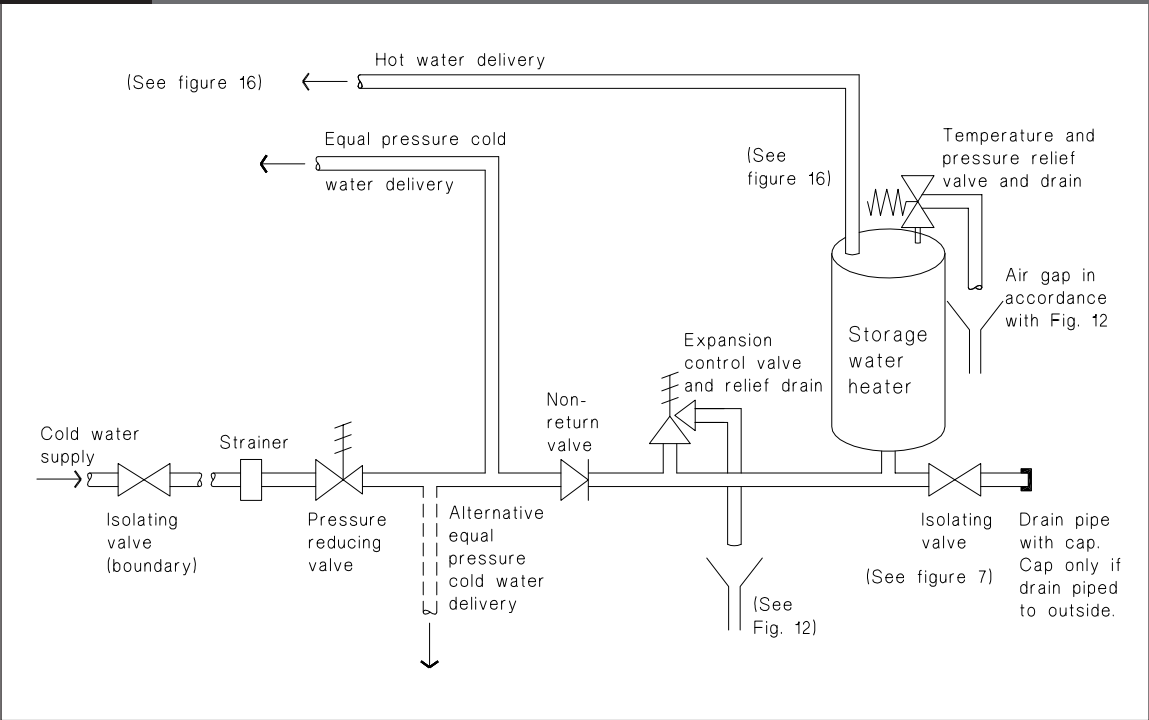 Hot water delivery
(See figure 16)
Equal pressure cold
water delivery
(See
figure 16)
Temperature and
pressure relief
valve and drain
Air gap in
accordance
with Fig. 12
Storage
water
heater
Expansion
control valve
and relief drain
Non-
return
valve
Cold water
supply
Strainer
Isolating
valve
(boundary)
Pressure
reducing
valve
Alternative
equal
pressure
cold water
delivery
(See
Fig. 12)
Isolating
valve
(See figure 7)
Drain pipe
with cap.
Cap only if
drain piped
to outside.